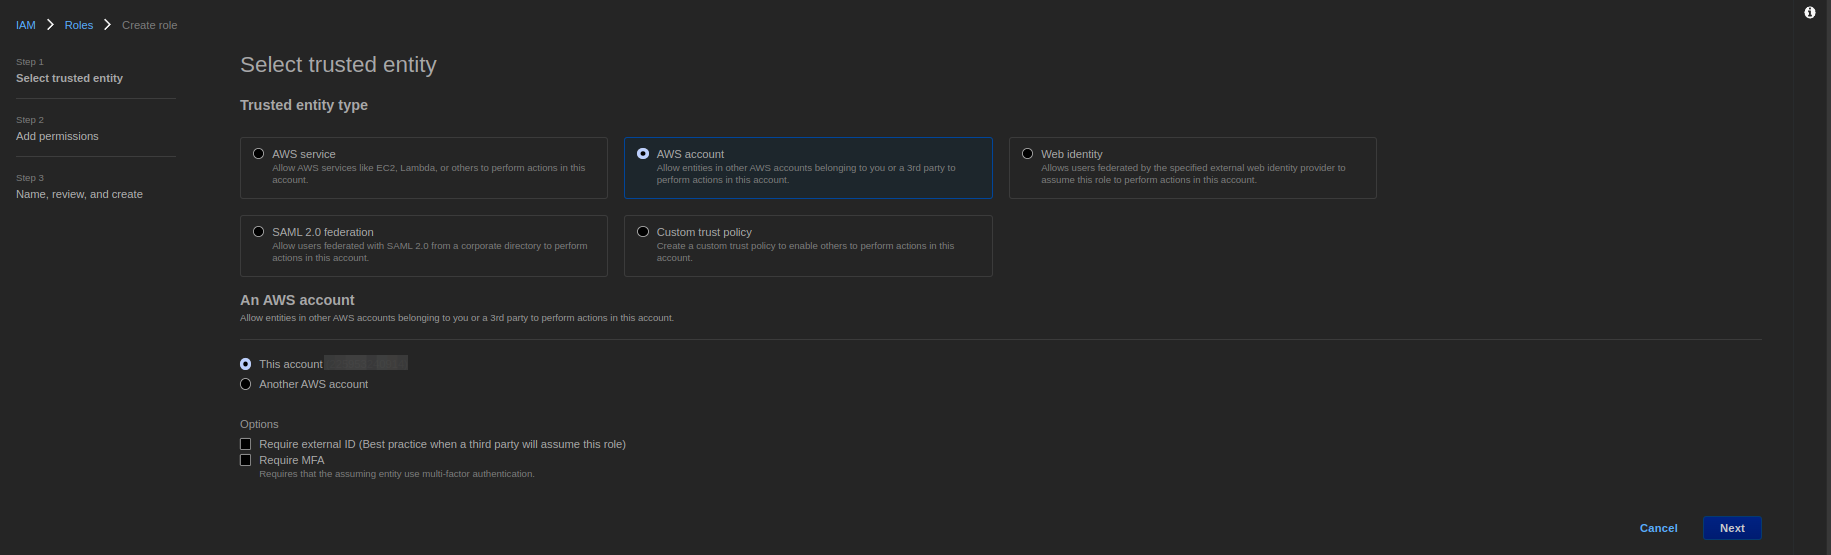 IAM > Roles > Create role
Step 1
Select trusted entity
Step 2
Add permissions
Step 3
Name, review, and create
Select trusted entity
Trusted entity type
AWS service
Allow AWS services like EC2, Lambda, or others to perform actions in this
account.
AWS account
Allow entities in other AWS accounts belonging to you or a 3rd party to
perform actions in this account.
Web identity
Allows users federated by the specified external web identity provider to
assume this role to perform actions in this account.
SAML 2.0 federation
Allow users federated with SAML 2.0 from a corporate directory to perform
actions in this account.
Custom trust policy
Create a custom trust policy to enable others to perform actions in this
account.
An AWS account
Allow entities in other AWS accounts belonging to you or a 3rd party to perform actions in this account.
This account
Another AWS account
Options
Require external ID (Best practice when a third party will assume this role)
Require MFA
Requires that the assuming entity use multi-factor authentication.
Cancel
Next